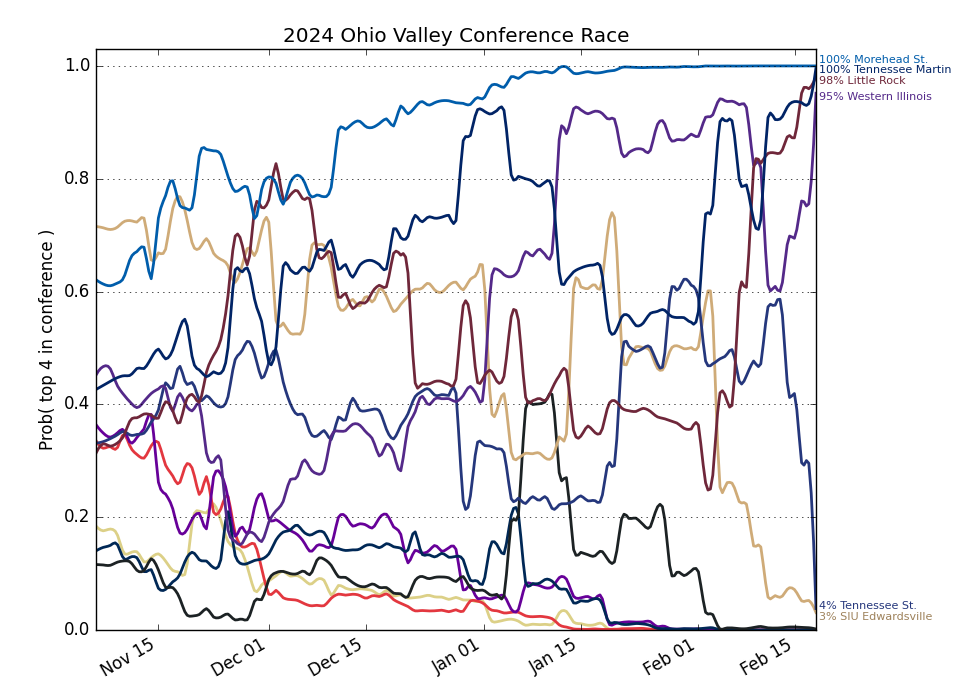 2024 Ohio Valley Conference Race
Prob( top 4 in conference )
1.0
0.8
0.6
0.4
0.2
0.0
Nov 15
Dec 01
Dec 15
Jan 01
Jan 15
Feb 01
Feb 15
100% Morehead St.
100% Tennessee Martin
98% Little Rock
95% Western Illinois
4% Tennessee St.
3% SIU Edwardsville